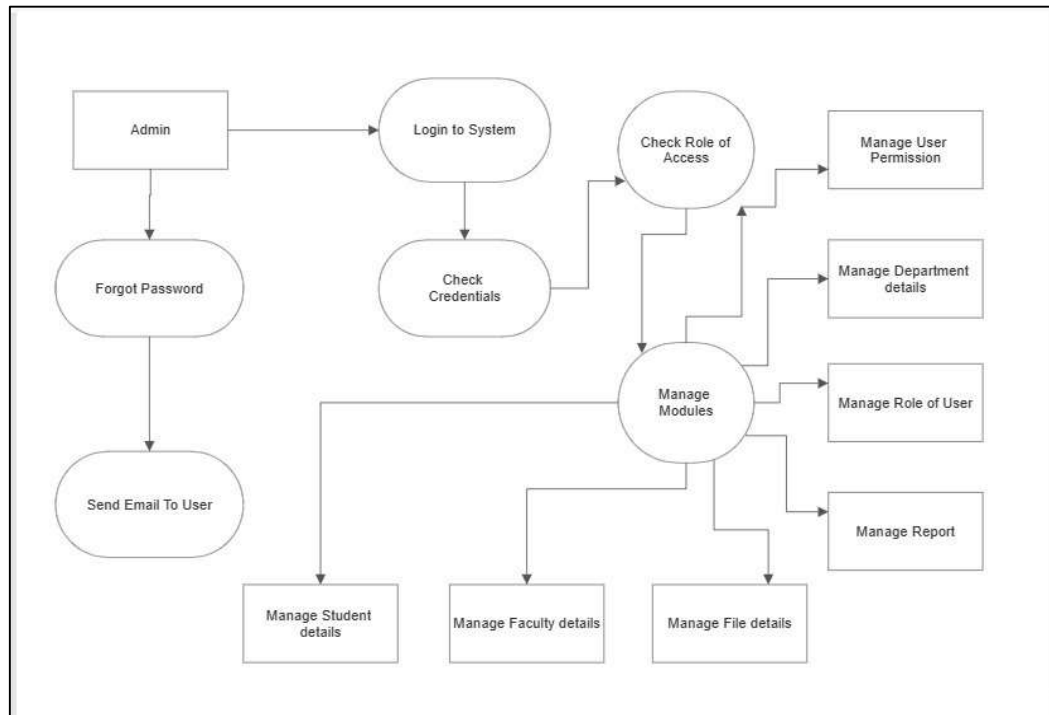 Admin
Login to System
Check Role of
Access
Manage User
Permission
Forgot Password
Check
Credentials
Manage Department
details
Manage
Modules
Manage Role of User
Send Email To User
Manage Report
Manage Student
details
Manage Faculty details
Manage File details